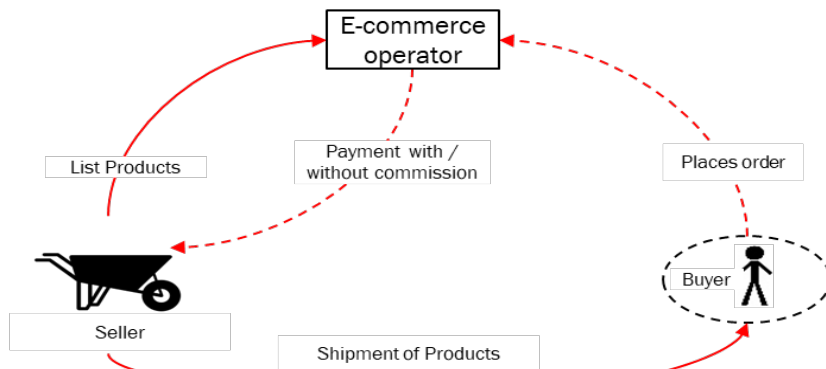 E-commerce
operator
List Products
Payment with /
without commission
Places order
Buyer
Seller
Shipment of Products